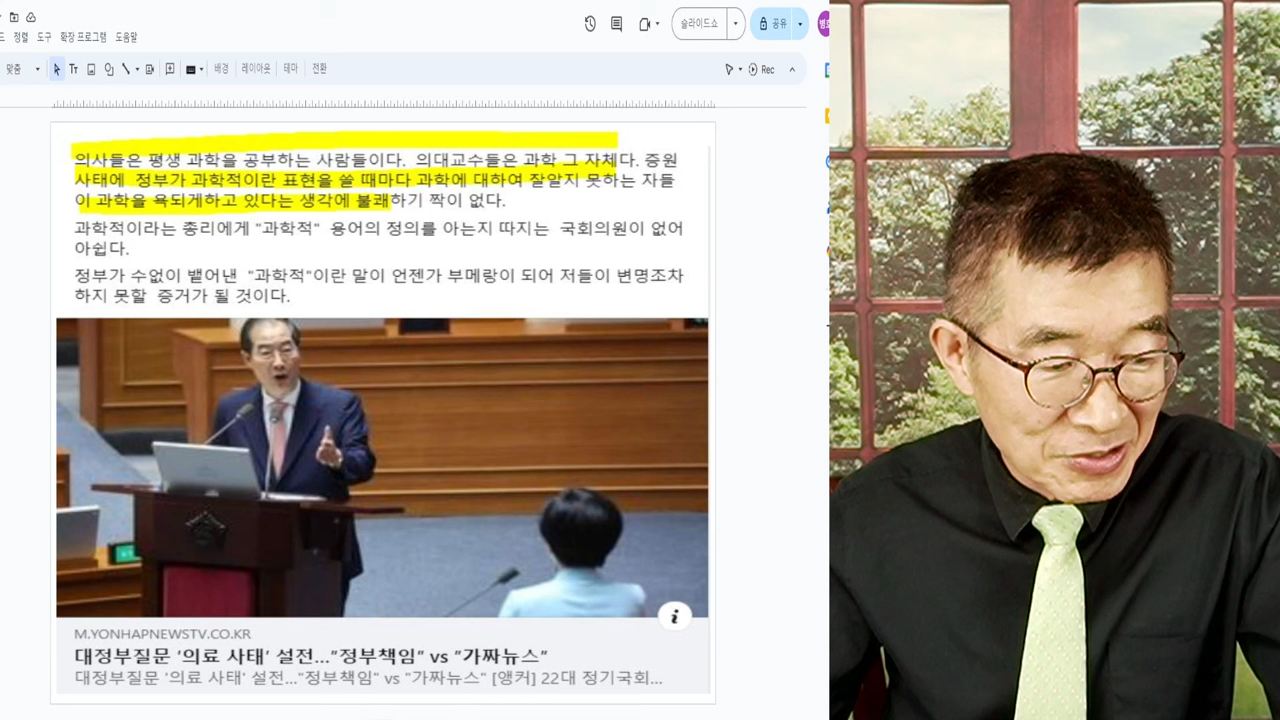 정렬 도구 확장 프로그램 도움말
슬라이드쇼
공유
맞춤
배경 레이아웃 테마 전환
Rec
의사들은 평생 과학을 공부하는 사람들이다. 의대교수들은 과학 그 자체다. 증원
사태에 정부가 과학적이란 표현을 쓸 때마다 과학에 대하여 잘알지 못하는 자들
이 과학을 욕되게하고 있다는 생각에 불쾌하기 짝이 없다.
과학적이라는 총리에게 "과학적" 용어의 정의를 아는지 따지는 국회의원이 없어
아쉽다.
정부가 수없이 뱉어낸 "과학적"이란 말이 언젠가 부메랑이 되어 저들이 변명조차
하지 못할 증거가 될 것이다.
i
M.YONHAPNEWSTV.CO.KR
대정부질문 '의료 사태' 설전…"정부책임" vs "가짜뉴스"
대정부질문 '의료 사태' 설전…"정부책임" vs "가짜뉴스" [앵커] 22대 정기국회...